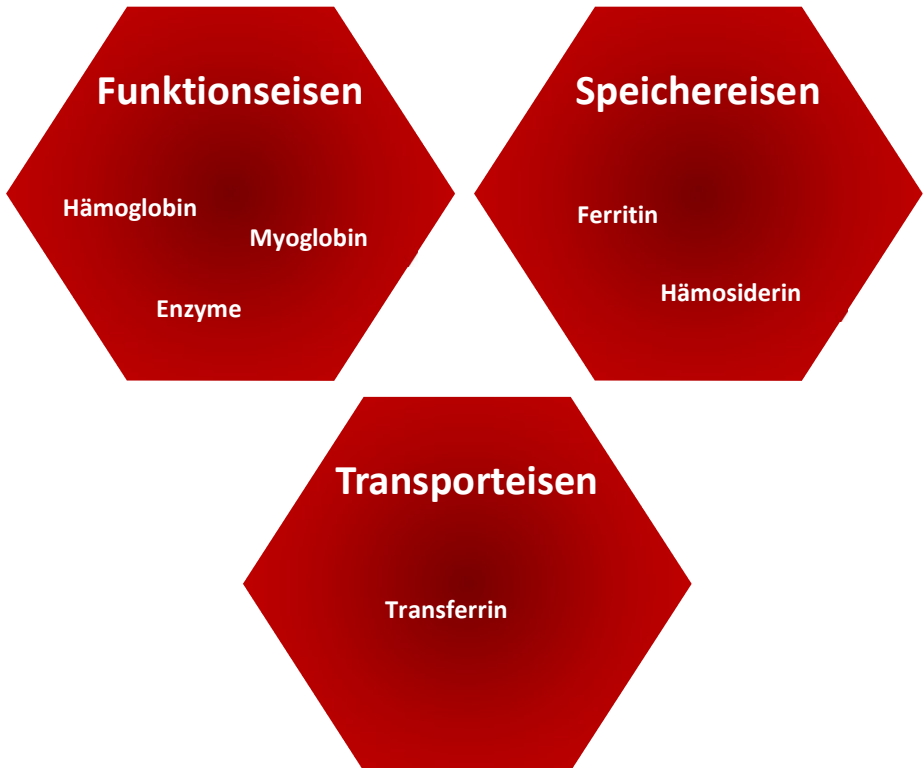 Funktionseisen
Hämoglobin
Myoglobin
Enzyme
Speichereisen
Ferritin
Hämosiderin
Transporteisen
Transferrin